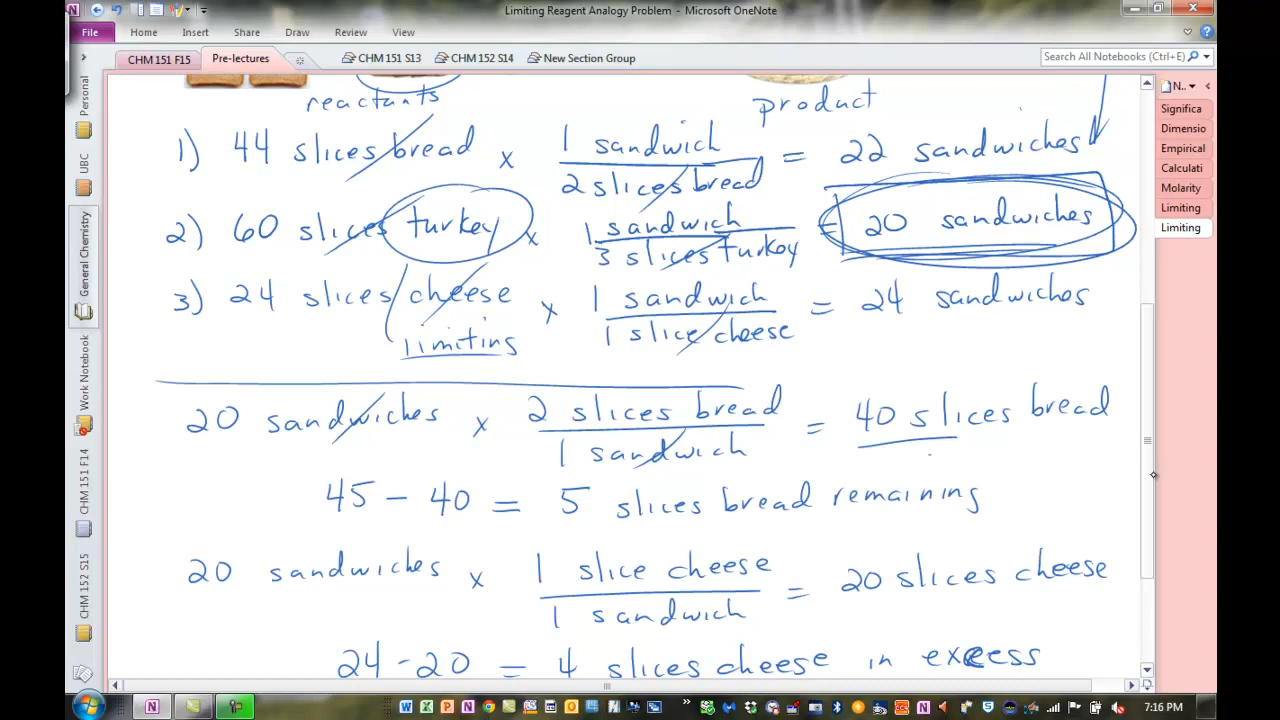 Limiting Reagent Analogy Problem - Microsoft OneNote
File Home Insert Share Draw Review View
CHM 151 F15 Pre-lectures CHM 151 S13 CHM 152 S14 New Section Group Search All Notebooks (Ctrl+E)
Personal
UBC
General Chemistry
Work Notebook
CHM 151 F14
CHM 152 S15
N..
Significa
Dimensio
Empirical
Calculati
Molarity
Limiting
Limiting
reactants product
1) 44 slices bread x 1 sandwich / 2 slices bread = 22 sandwiches
2) 60 slices turkey x 1 sandwich / 3 slices turkey = 20 sandwiches
3) 24 slices cheese x 1 sandwich / 1 slice cheese = 24 sandwiches
limiting
20 sandwiches x 2 slices bread / 1 sandwich = 40 slices bread
45 - 40 = 5 slices bread remaining
20 sandwiches x 1 slice cheese / 1 sandwich = 20 slices cheese
24 - 20 = 4 slices cheese in excess
7:16 PM